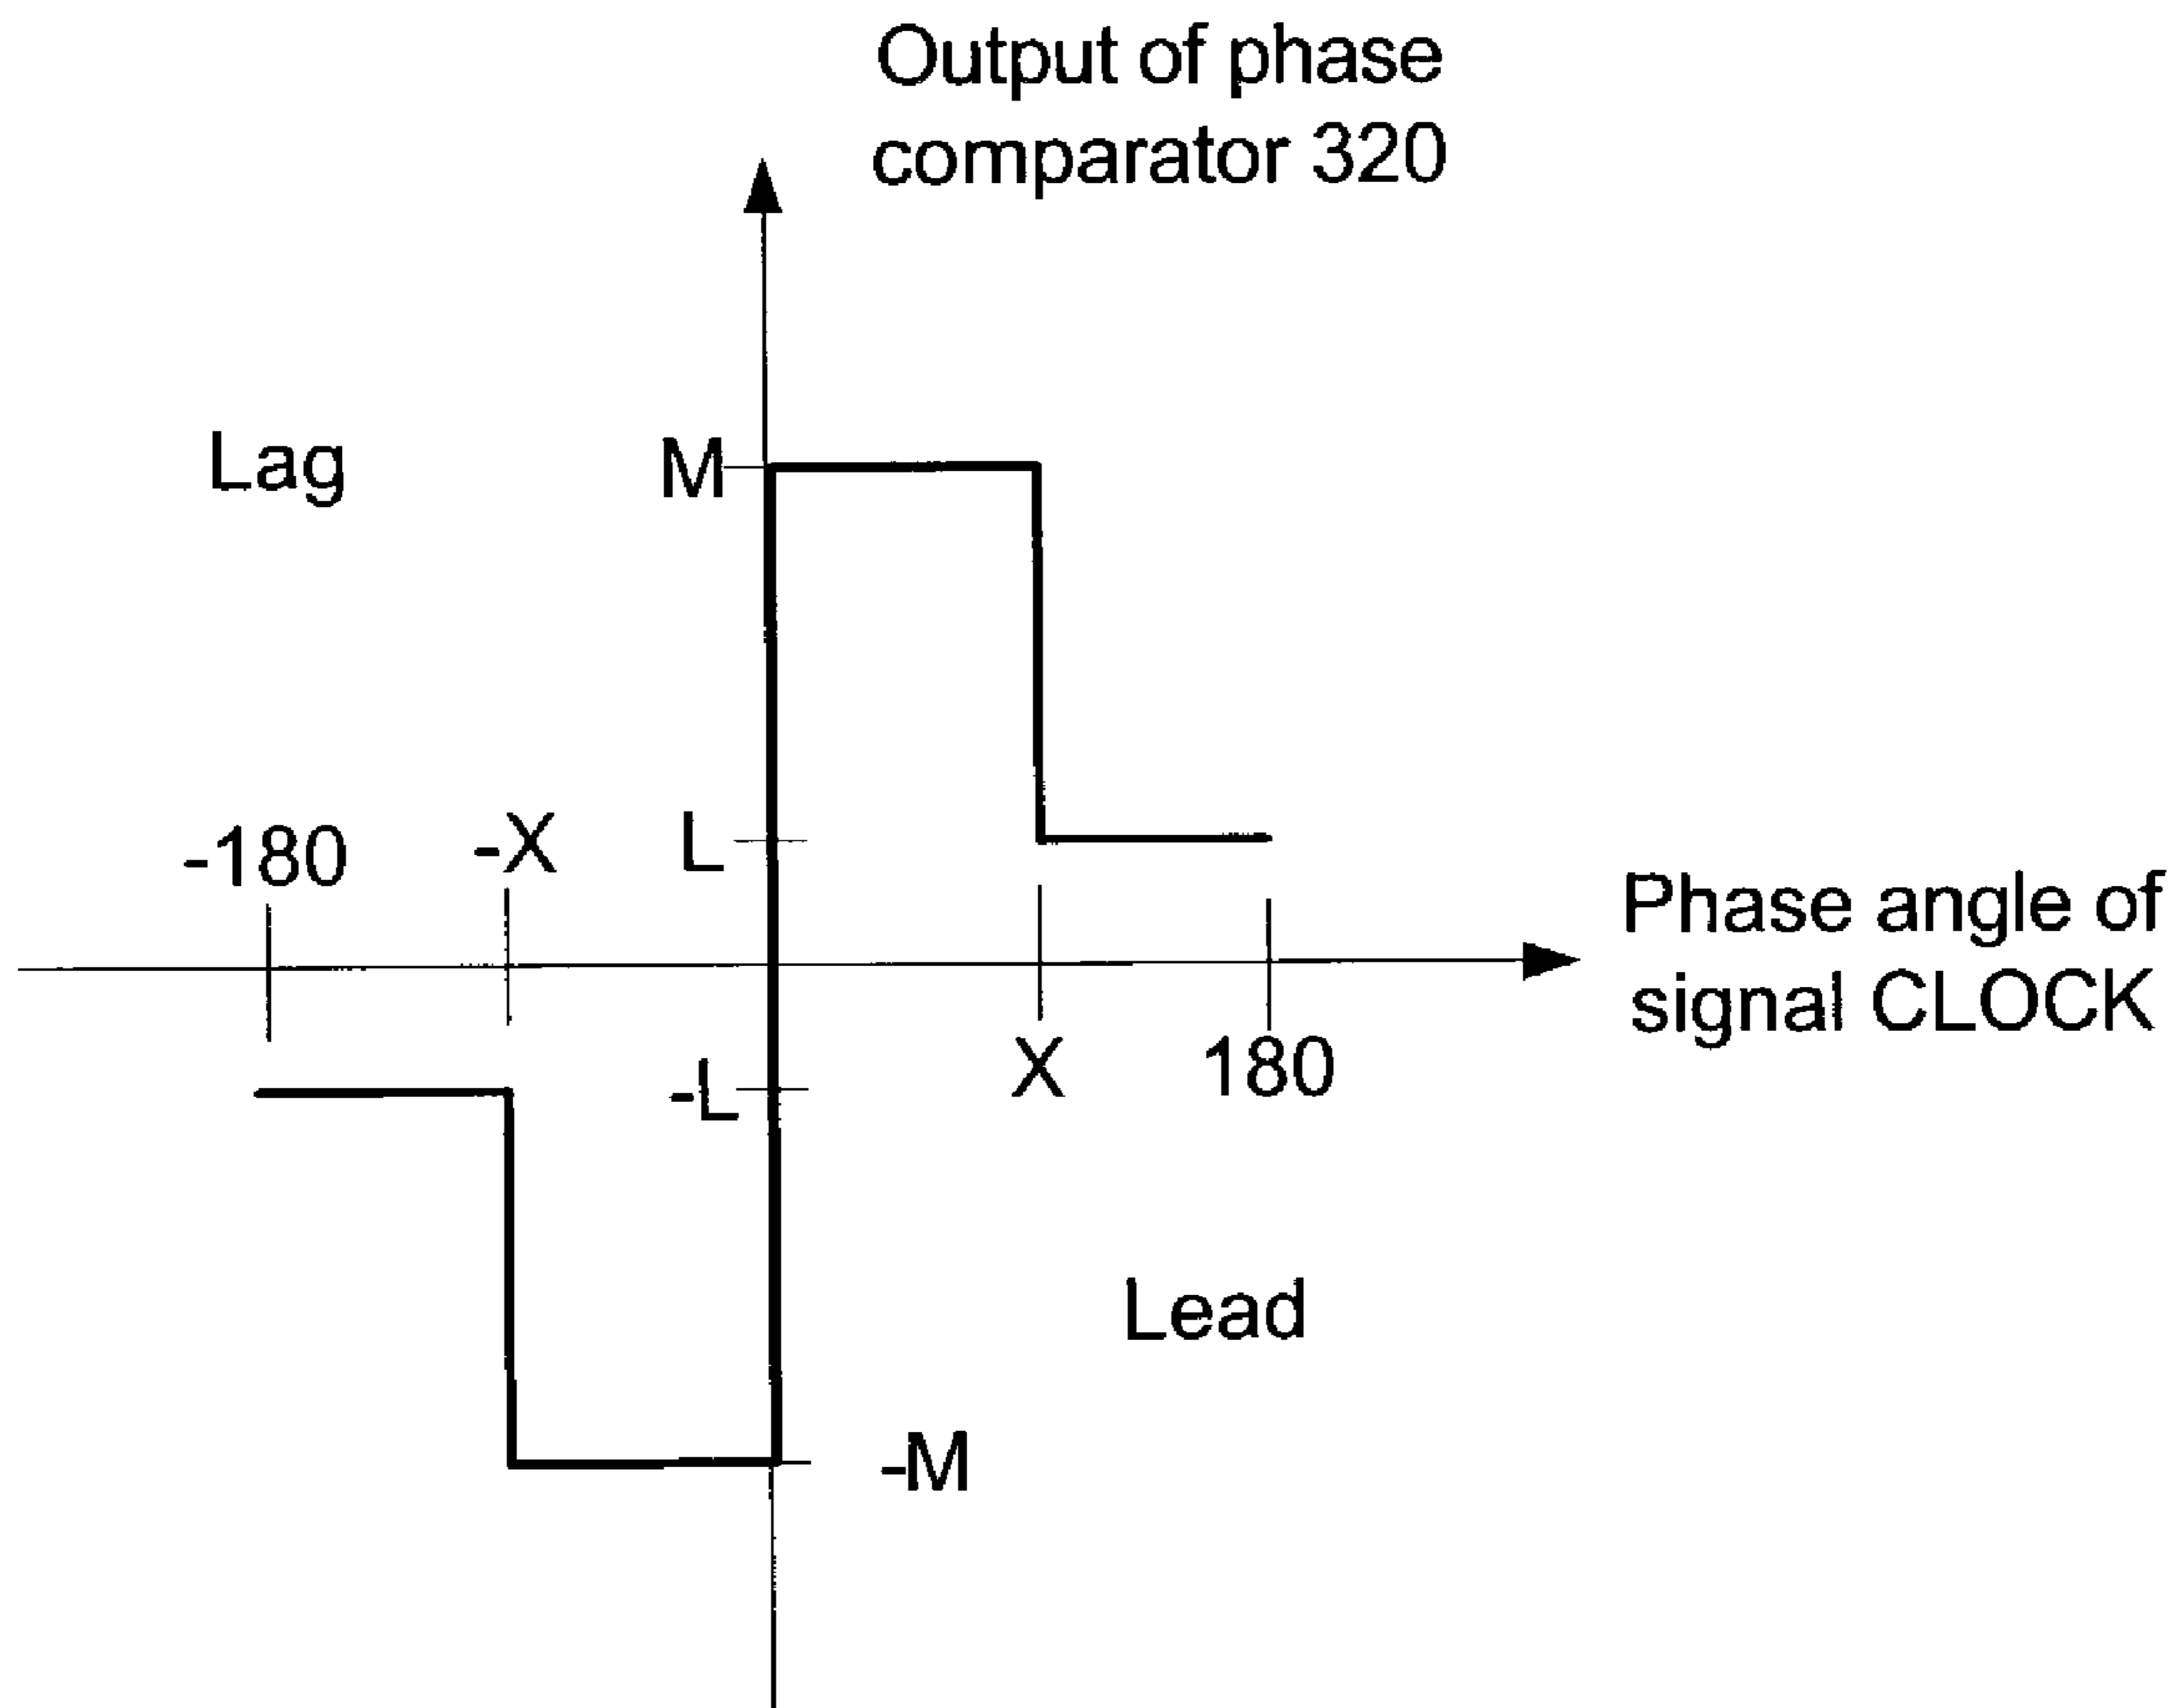 Output of phase
comparator 320
Lag
M
-180
-X
L
Phase angle of
signal CLOCK
-L
X
180
Lead
-M